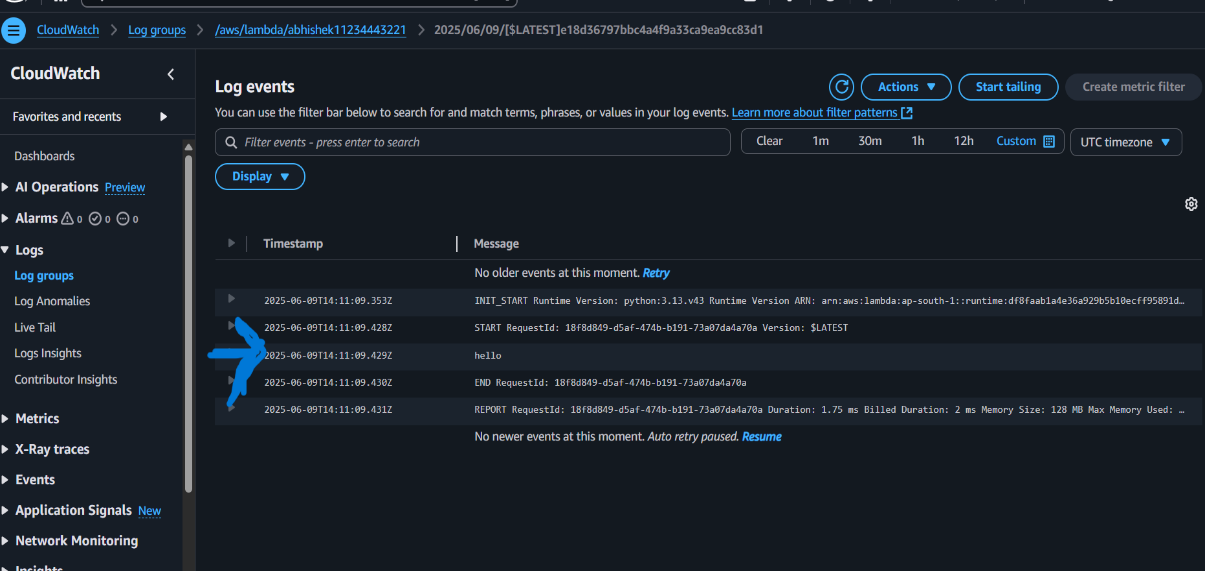 CloudWatch > Log groups > /aws/lambda/abhishek11234443221 > 2025/06/09/[$LATEST]e18d36797bbc4a4f9a33ca9ea9cc83d1
CloudWatch
Favorites and recents
Dashboards
AI Operations Preview
Alarms 0 0 0
Logs
Log groups
Log Anomalies
Live Tail
Logs Insights
Contributor Insights
Metrics
X-Ray traces
Events
Application Signals New
Network Monitoring
Insights
Log events
Actions
Start tailing
Create metric filter
You can use the filter bar below to search for and match terms, phrases, or values in your log events. Learn more about filter patterns
Filter events - press enter to search
Clear 1m 30m 1h 12h Custom
UTC timezone
Display
Timestamp Message
No older events at this moment. Retry
2025-06-09T14:11:09.353Z INIT_START Runtime Version: python:3.13.v43 Runtime Version ARN: arn:aws:lambda:ap-south-1::runtime:df8faab1a4e36a929b5b10ecff95891d…
2025-06-09T14:11:09.428Z START RequestId: 18f8d849-d5af-474b-b191-73a07da4a70a Version: $LATEST
2025-06-09T14:11:09.429Z hello
2025-06-09T14:11:09.430Z END RequestId: 18f8d849-d5af-474b-b191-73a07da4a70a
2025-06-09T14:11:09.431Z REPORT RequestId: 18f8d849-d5af-474b-b191-73a07da4a70a Duration: 1.75 ms Billed Duration: 2 ms Memory Size: 128 MB Max Memory Used: …
No newer events at this moment. Auto retry paused. Resume